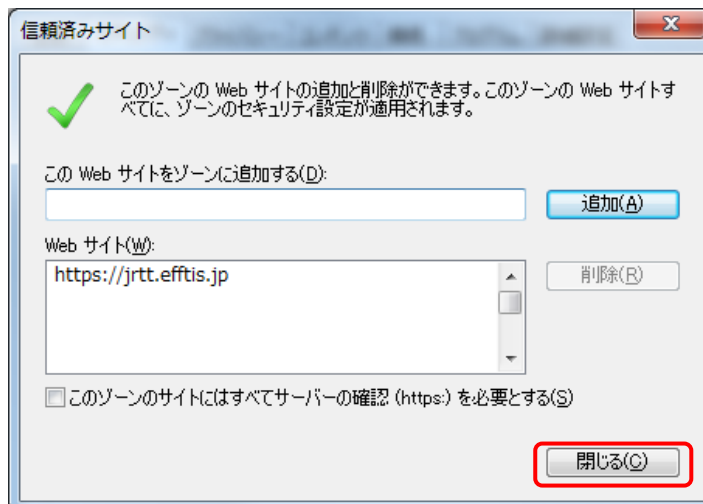 信頼済みサイト
このゾーンの Web サイトの追加と削除ができます。このゾーンの Web サイトす
べてに、ゾーンのセキュリティ設定が適用されます。
この Web サイトをゾーンに追加する(D):
追加(A)
Web サイト(W):
https://jrtt.efftis.jp
削除(R)
このゾーンのサイトにはすべてサーバーの確認 (https:) を必要とする(S)
閉じる(C)